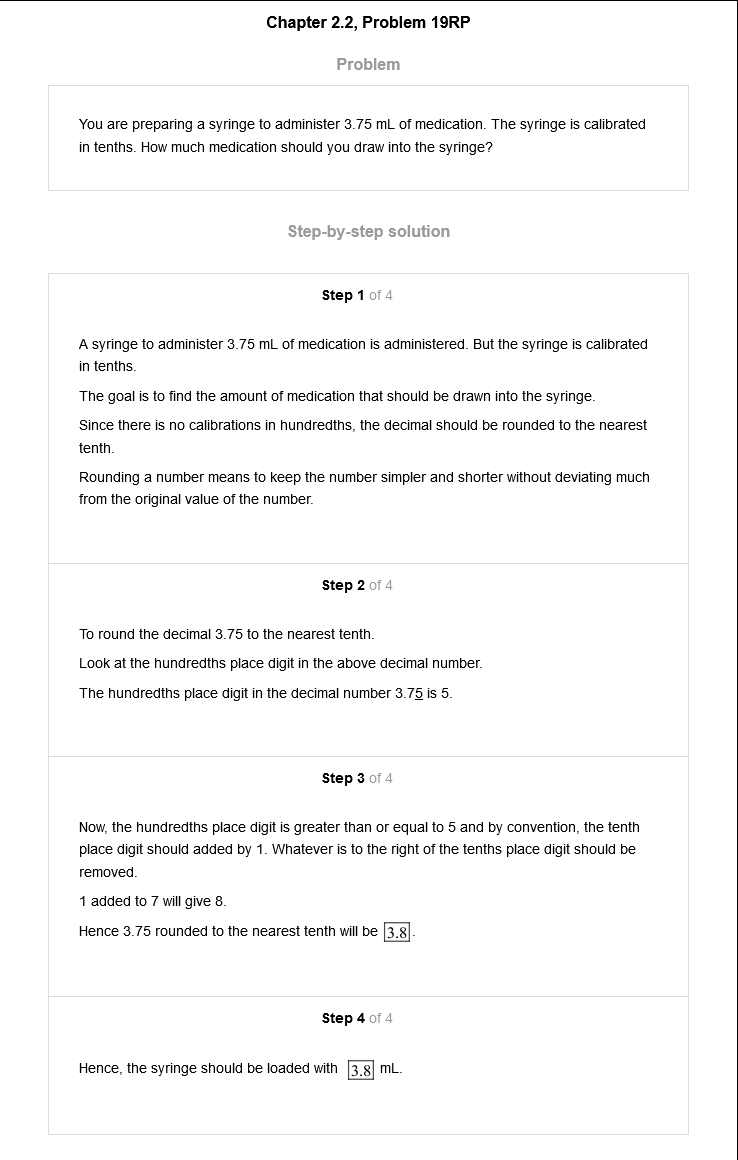 Chapter 2.2, Problem 19RP
Problem
You are preparing a syringe to administer 3.75 mL of medication. The syringe is calibrated
in tenths. How much medication should you draw into the syringe?
Step-by-step solution
Step 1 of 4
A syringe to administer 3.75 mL of medication is administered. But the syringe is calibrated
in tenths.
The goal is to find the amount of medication that should be drawn into the syringe.
Since there is no calibrations in hundredths, the decimal should be rounded to the nearest
tenth.
Rounding a number means to keep the number simpler and shorter without deviating much
from the original value of the number.
Step 2 of 4
To round the decimal 3.75 to the nearest tenth.
Look at the hundredths place digit in the above decimal number.
The hundredths place digit in the decimal number 3.75 is 5.
Step 3 of 4
Now, the hundredths place digit is greater than or equal to 5 and by convention, the tenth
place digit should added by 1. Whatever is to the right of the tenths place digit should be
removed.
1 added to 7 will give 8.
Hence 3.75 rounded to the nearest tenth will be 3.8.
Step 4 of 4
Hence, the syringe should be loaded with 3.8 mL.